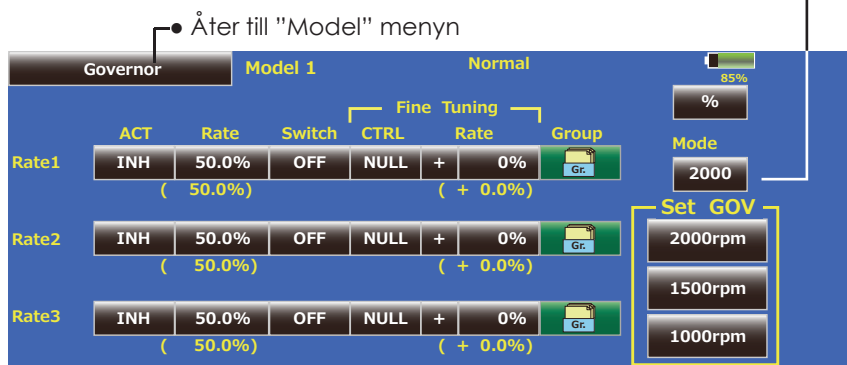 Åter till ”Model” menyn
Governor Model 1 Normal 85%
%
Fine Tuning
ACT Rate Switch CTRL Rate Group
Mode
2000
Rate1 INH 50.0% OFF NULL + 0% Gr.
( 50.0%) ( + 0.0%)
Set GOV
Rate2 INH 50.0% OFF NULL + 0% Gr. 2000rpm
( 50.0%) ( + 0.0%)
1500rpm
Rate3 INH 50.0% OFF NULL + 0% Gr. 1000rpm
( 50.0%) ( + 0.0%)